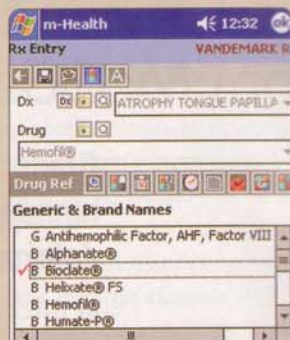 m-Health 12:32 ok
Rx Entry VANDEMARK R
A
Dx Dx ATROPHY TONGUE PAPILLA
Drug
Hemofil®
Drug Ref
Generic & Brand Names
G Antihemophilic Factor, AHF, Factor VIII
B Alphanate®
B Bioclate®
B Helixate® FS
B Hemofil®
B Humate-P®